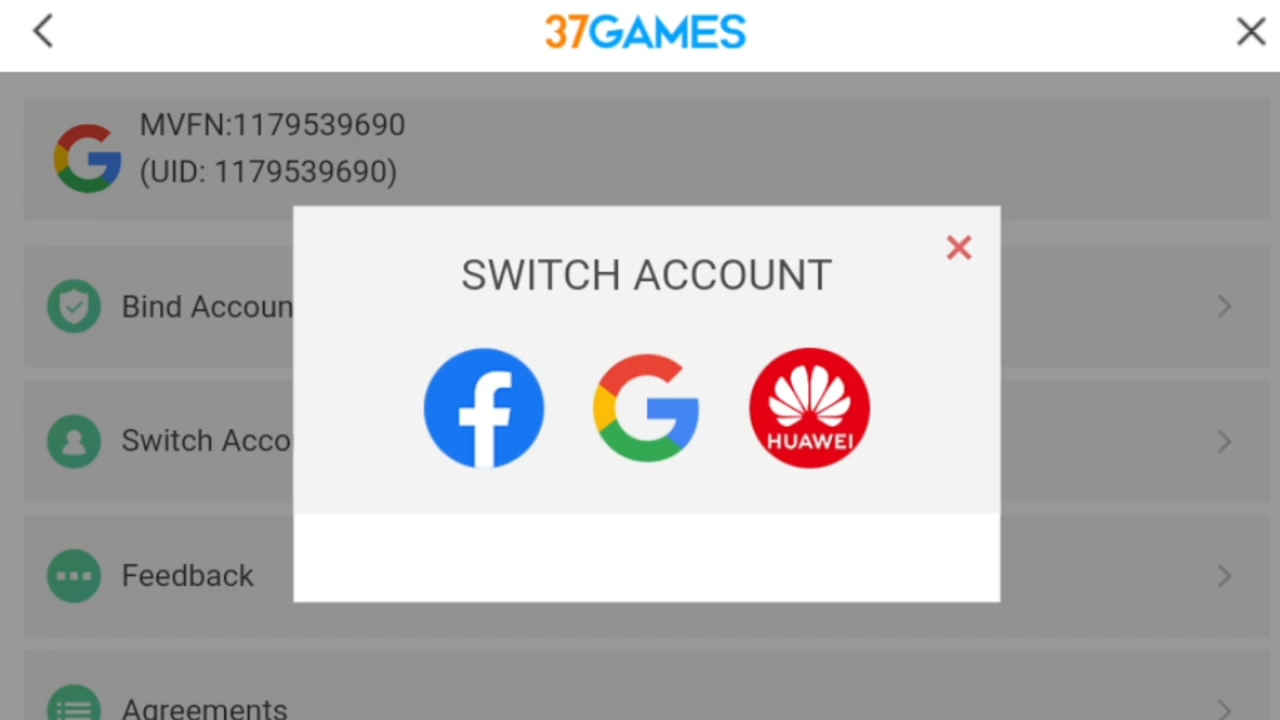 37GAMES
MVFN:1179539690
(UID: 1179539690)
SWITCH ACCOUNT
Bind Accoun
HUAWEI
Switch Acco
Feedback
Agreements